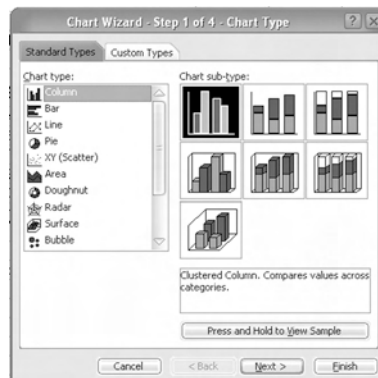 Chart Wizard - Step 1 of 4 - Chart Type
Standard Types
Custom Types
Chart type:
Column
Bar
Line
Pie
XY (Scatter)
Area
Doughnut
Radar
Surface
Bubble
Chart sub-type:
Clustered Column. Compares values across
categories.
Press and Hold to View Sample
Cancel
< Back
Next >
Finish